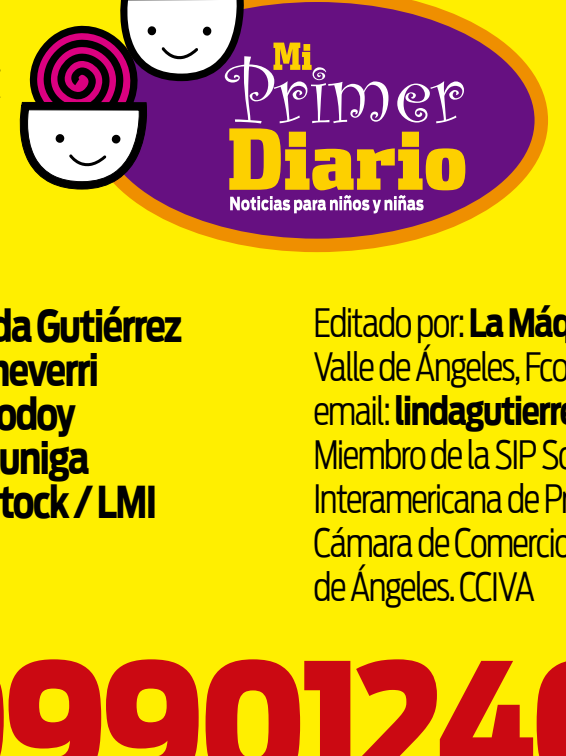 Mi
Primer
Diario
Noticias para niños y niñas
da Gutiérrez
heverri
odoy
uniga
tock / LMI
Editado por: La Máq
Valle de Ángeles, Fco
email: lindagutierre
Miembro de la SIP So
Interamericana de Pr
Cámara de Comercio
de Ángeles. CCIVA
99901240